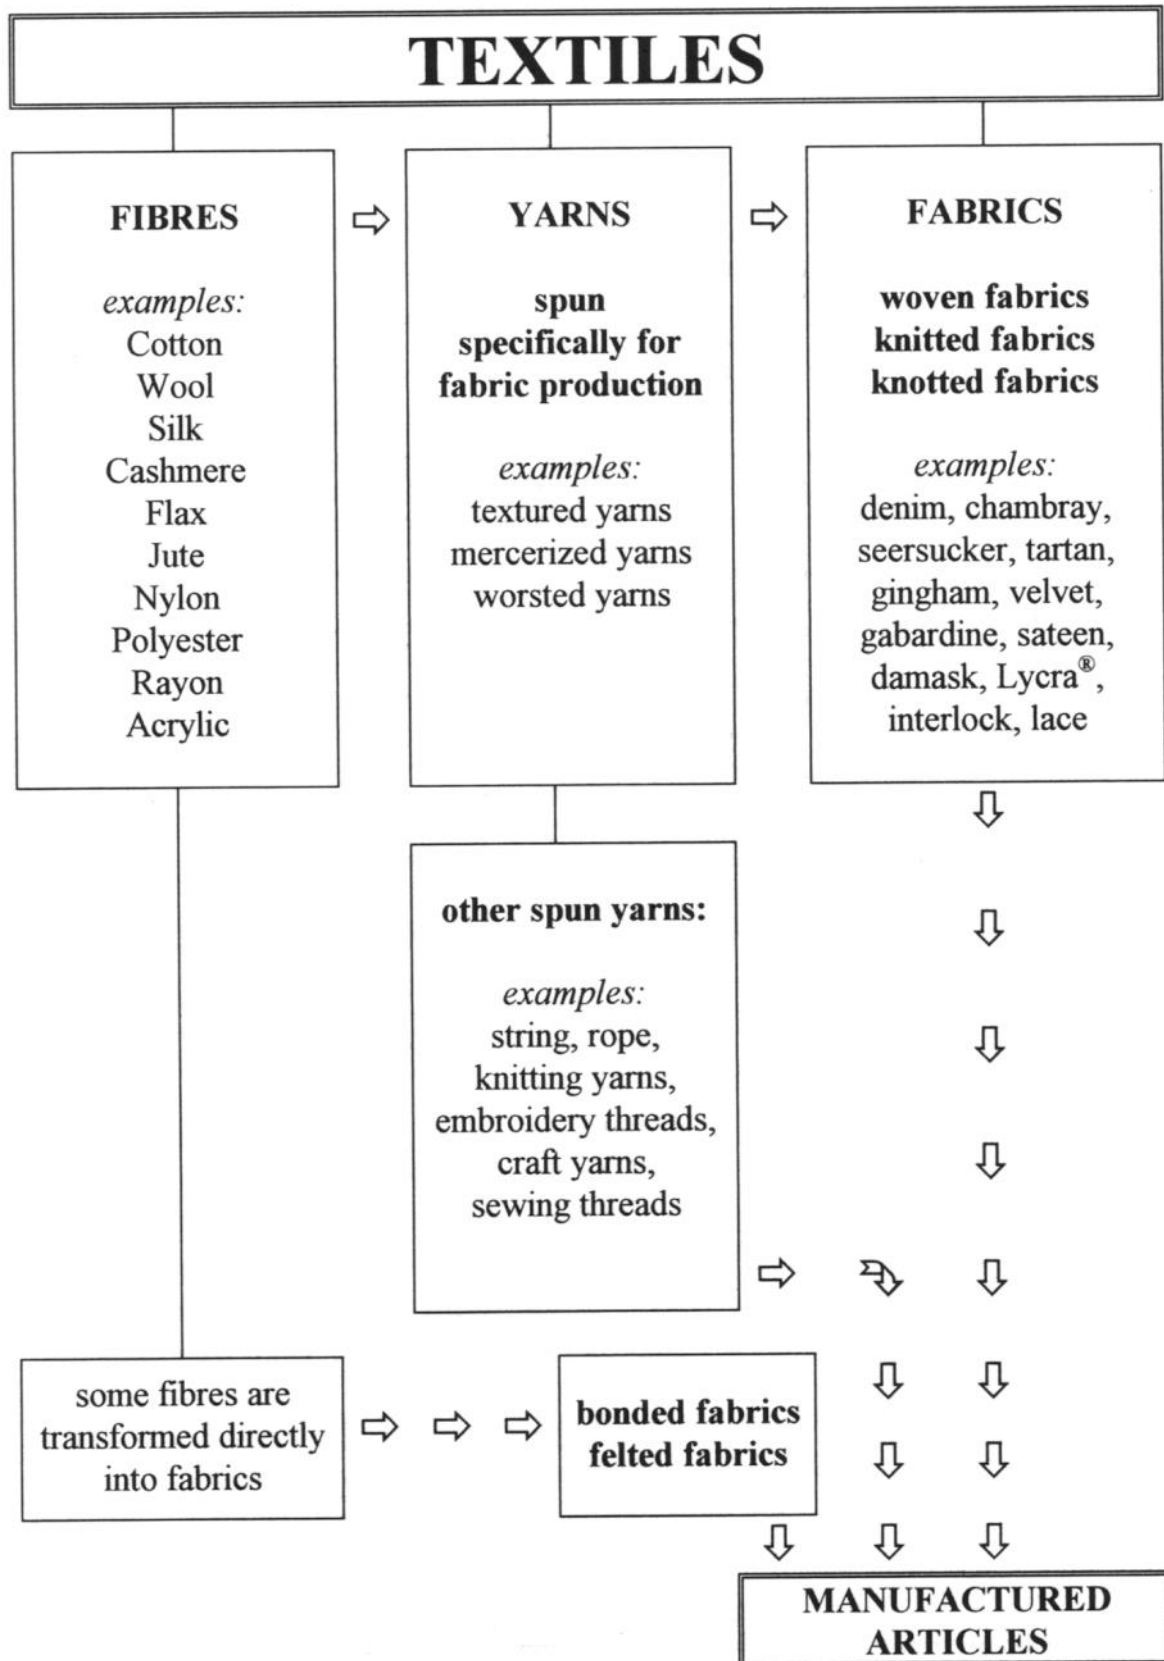 TEXTILES
FIBRES
examples:
Cotton
Wool
Silk
Cashmere
Flax
Jute
Nylon
Polyester
Rayon
Acrylic
YARNS
spun
specifically for
fabric production
examples:
textured yarns
mercerized yarns
worsted yarns
FABRICS
woven fabrics
knitted fabrics
knotted fabrics
examples:
denim, chambray,
seersucker, tartan,
gingham, velvet,
gabardine, sateen,
damask, Lycra®,
interlock, lace
other spun yarns:
examples:
string, rope,
knitting yarns,
embroidery threads,
craft yarns,
sewing threads
some fibres are
transformed directly
into fabrics
bonded fabrics
felted fabrics
MANUFACTURED
ARTICLES